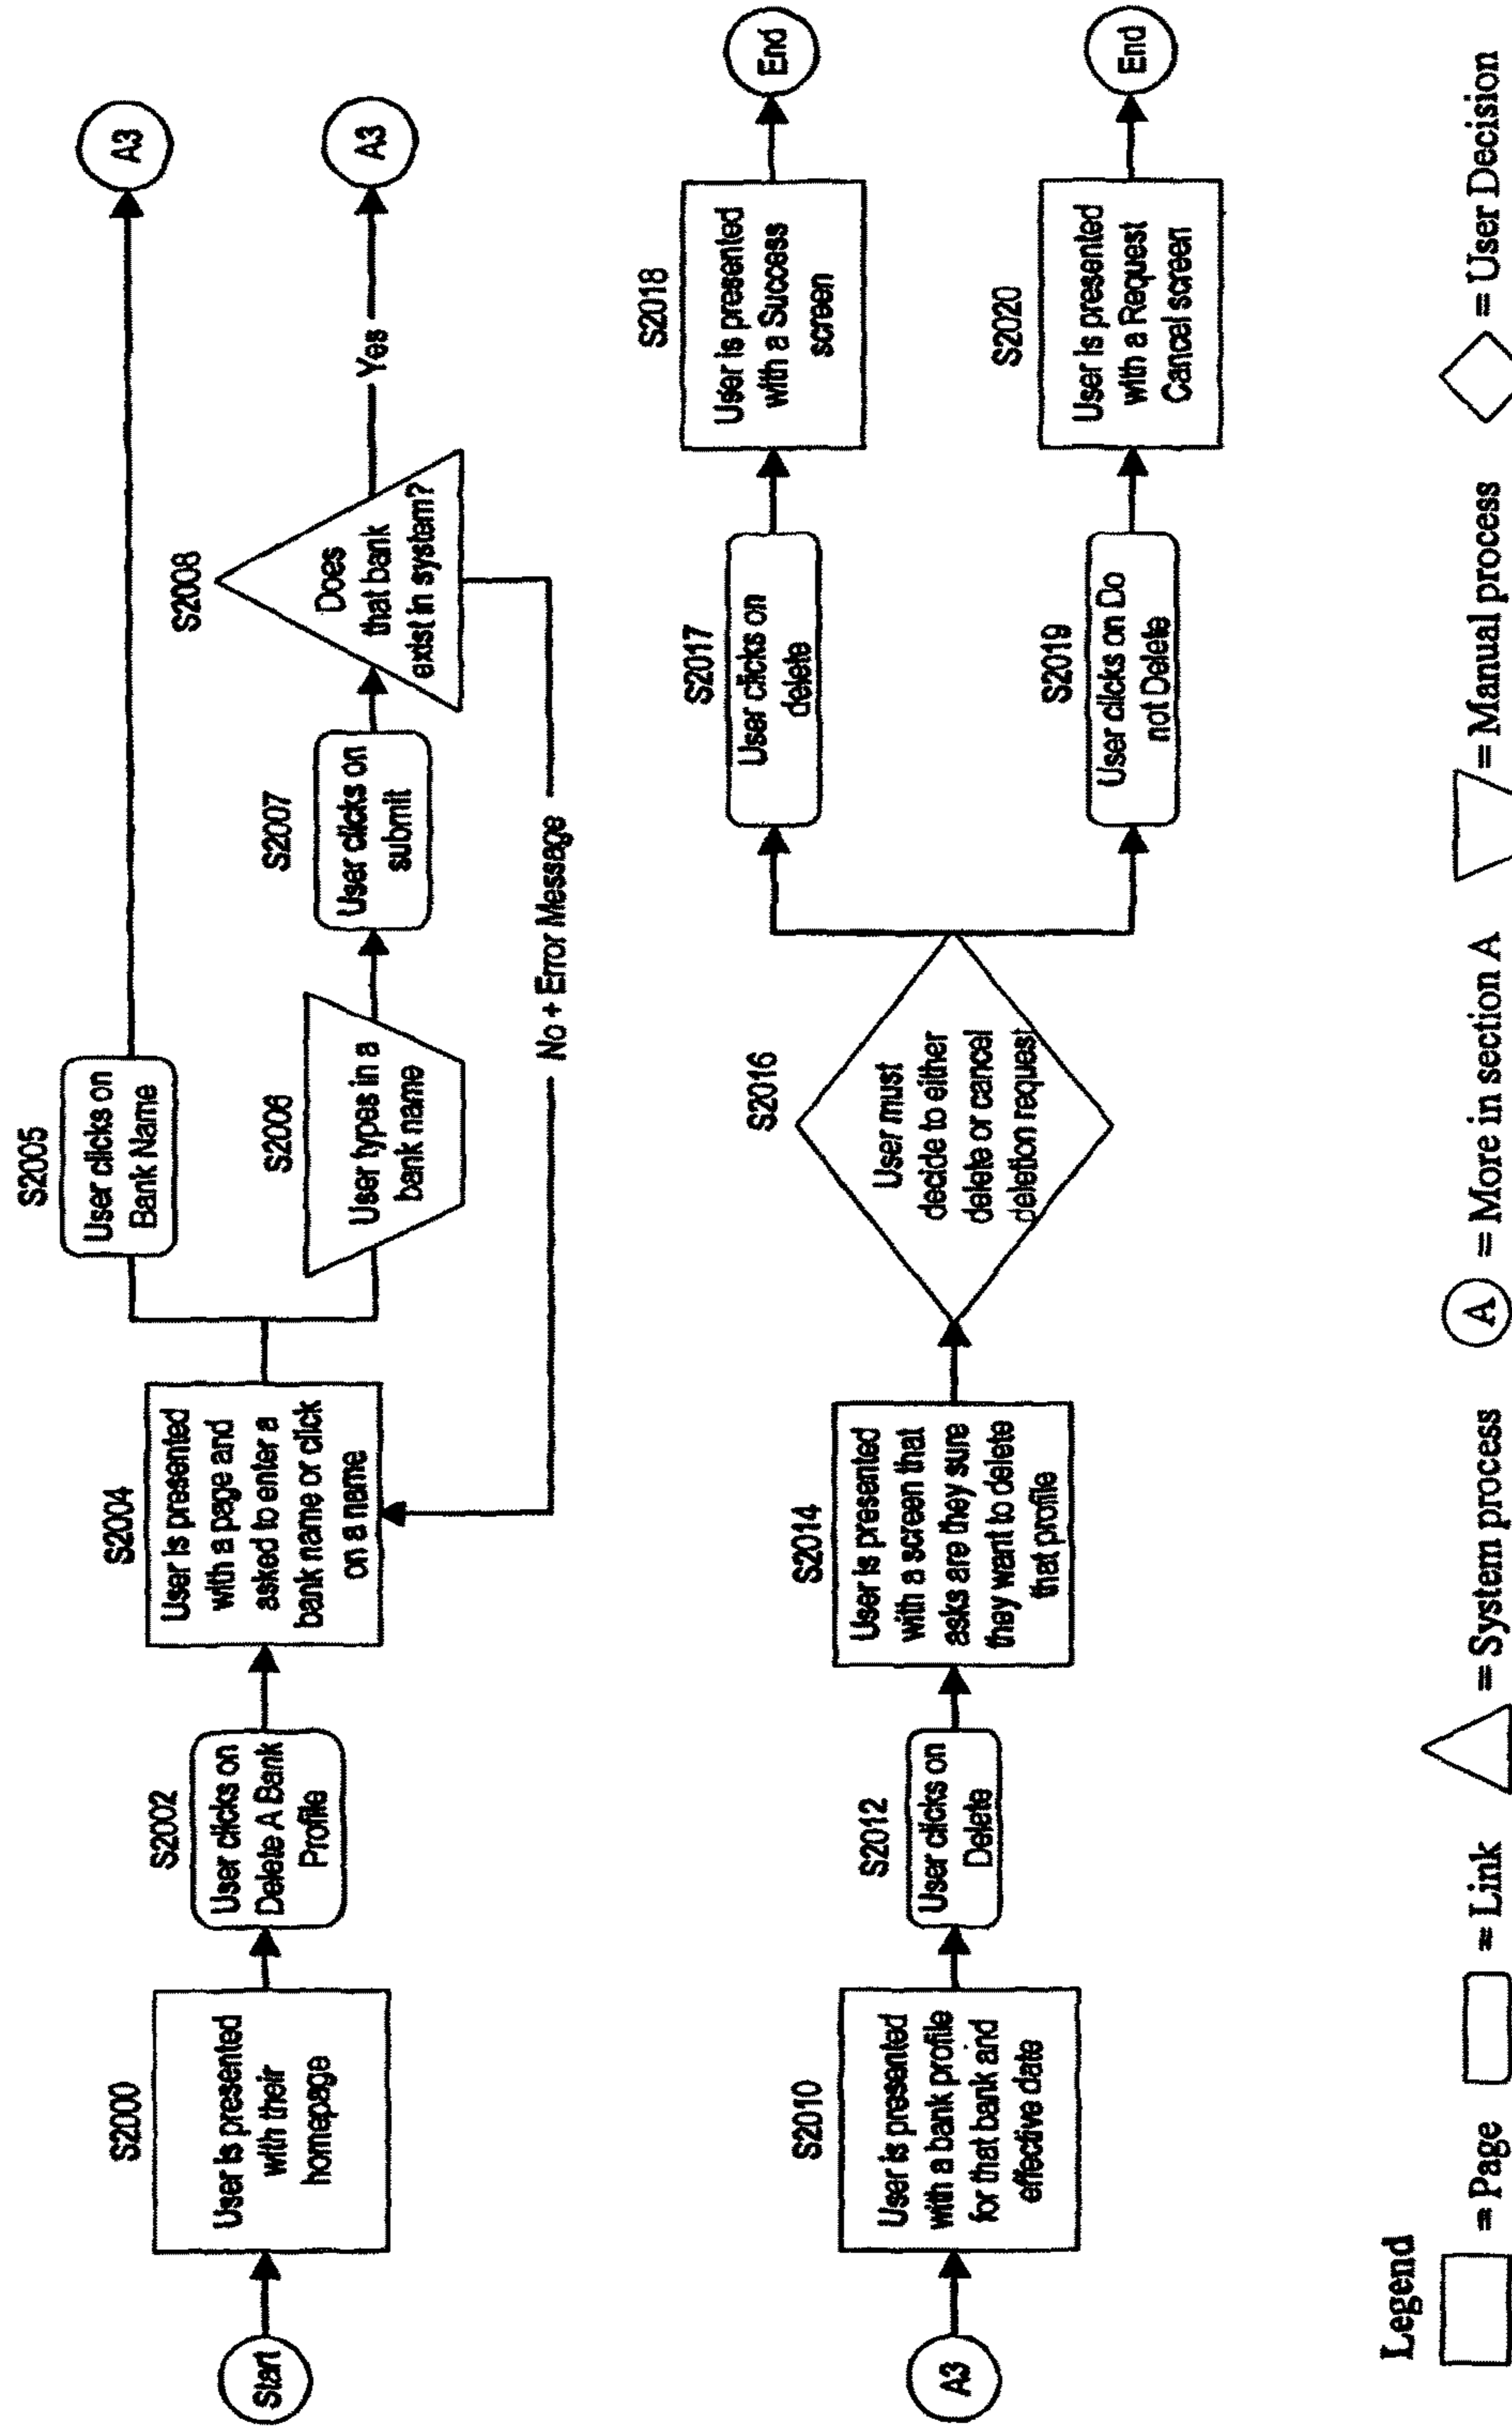 Start
S2000
User is presented
with their
homepage
S2002
User clicks on
Delete A Bank
Profile
S2004
User is presented
with a page and
asked to enter a
bank name or click
on a name
S2005
User clicks on
Bank Name
A3
S2006
User types in a
bank name
S2007
User clicks on
submit
S2008
Does
that bank
exist in system?
Yes
A3
No + Error Message
A3
S2010
User is presented
with a bank profile
for that bank and
effective date
S2012
User clicks on
Delete
S2014
User is presented
with a screen that
asks are they sure
they want to delete
that profile
S2016
User must
decide to either
delete or cancel
deletion request
S2017
User clicks on
delete
S2018
User is presented
with a Success
screen
End
S2019
User clicks on Do
not Delete
S2020
User is presented
with a Request
Cancel screen
End
Legend
= Page
= Link
= System process
A = More in section A
= Manual process
= User Decision